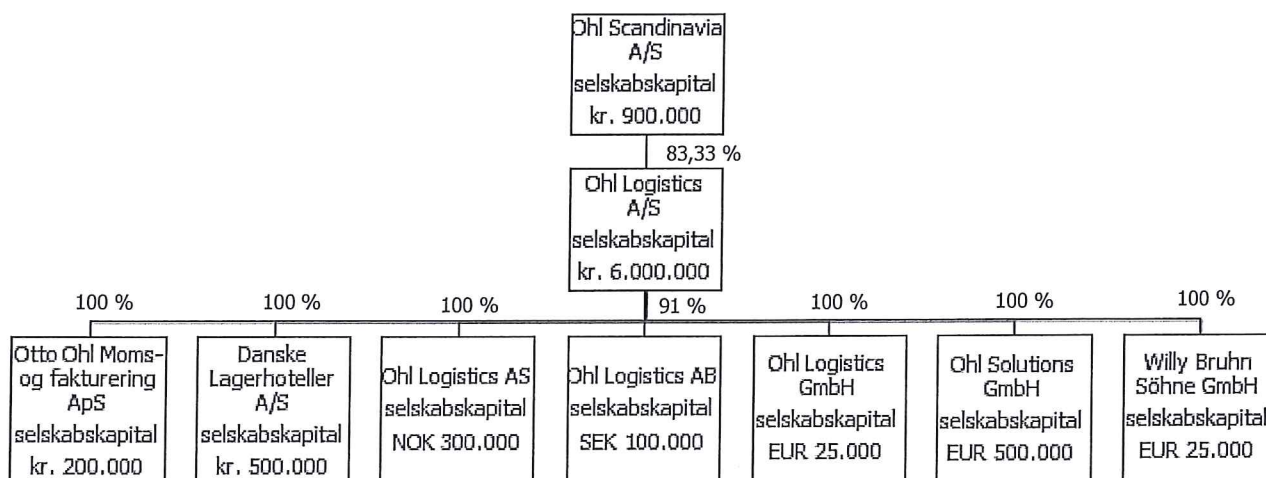 Ohl Scandinavia
A/S
selskabskapital
kr. 900.000
83,33 %
Ohl Logistics
A/S
selskabskapital
kr. 6.000.000
100 %
100 %
100 %
91 %
100 %
100 %
100 %
Otto Ohl Moms-
og fakturering
ApS
selskabskapital
kr. 200.000
Danske
Lagerhoteller
A/S
selskabskapital
kr. 500.000
Ohl Logistics AS
selskabskapital
NOK 300.000
Ohl Logistics AB
selskabskapital
SEK 100.000
Ohl Logistics
GmbH
selskabskapital
EUR 25.000
Ohl Solutions
GmbH
selskabskapital
EUR 500.000
Willy Bruhn
Söhne GmbH
selskabskapital
EUR 25.000